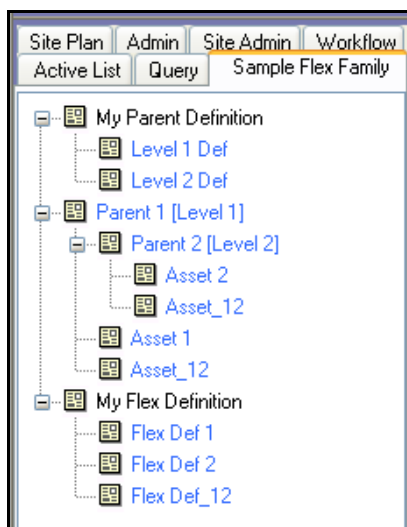 Site Plan Admin Site Admin Workflow
Active List Query Sample Flex Family
My Parent Definition
Level 1 Def
Level 2 Def
Parent 1 [Level 1]
Parent 2 [Level 2]
Asset 2
Asset_12
Asset 1
Asset_12
My Flex Definition
Flex Def 1
Flex Def 2
Flex Def_12